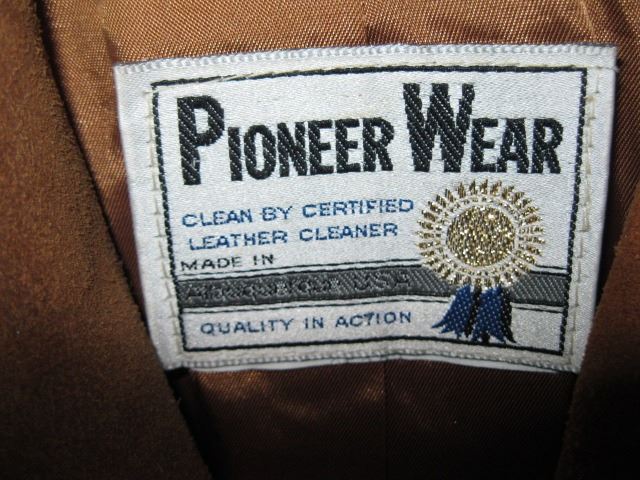 PIONEER WEAR
CLEAN BY CERTIFIED
LEATHER CLEANER
MADE IN
USA
QUALITY IN ACTION